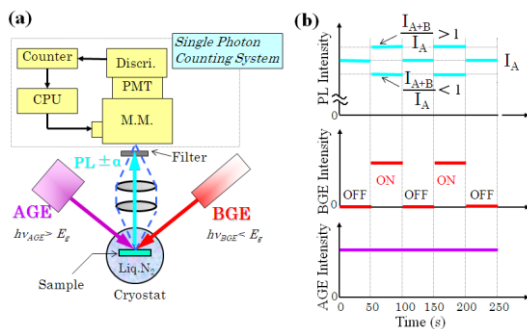 (a)
Single Photon
Counting System
Counter
Discri.
PMT
CPU
M.M.
Filter
PL ± α
AGE
BGE
hν_AGE > E_g
hν_BGE < E_g
Liq.N₂
Sample
Cryostat
(b)
PL Intensity
I_A+B / I_A > 1
I_A
I_A+B / I_A < 1
0
BGE Intensity
OFF ON OFF ON OFF
0
AGE Intensity
0 50 100 150 200 250
Time (s)